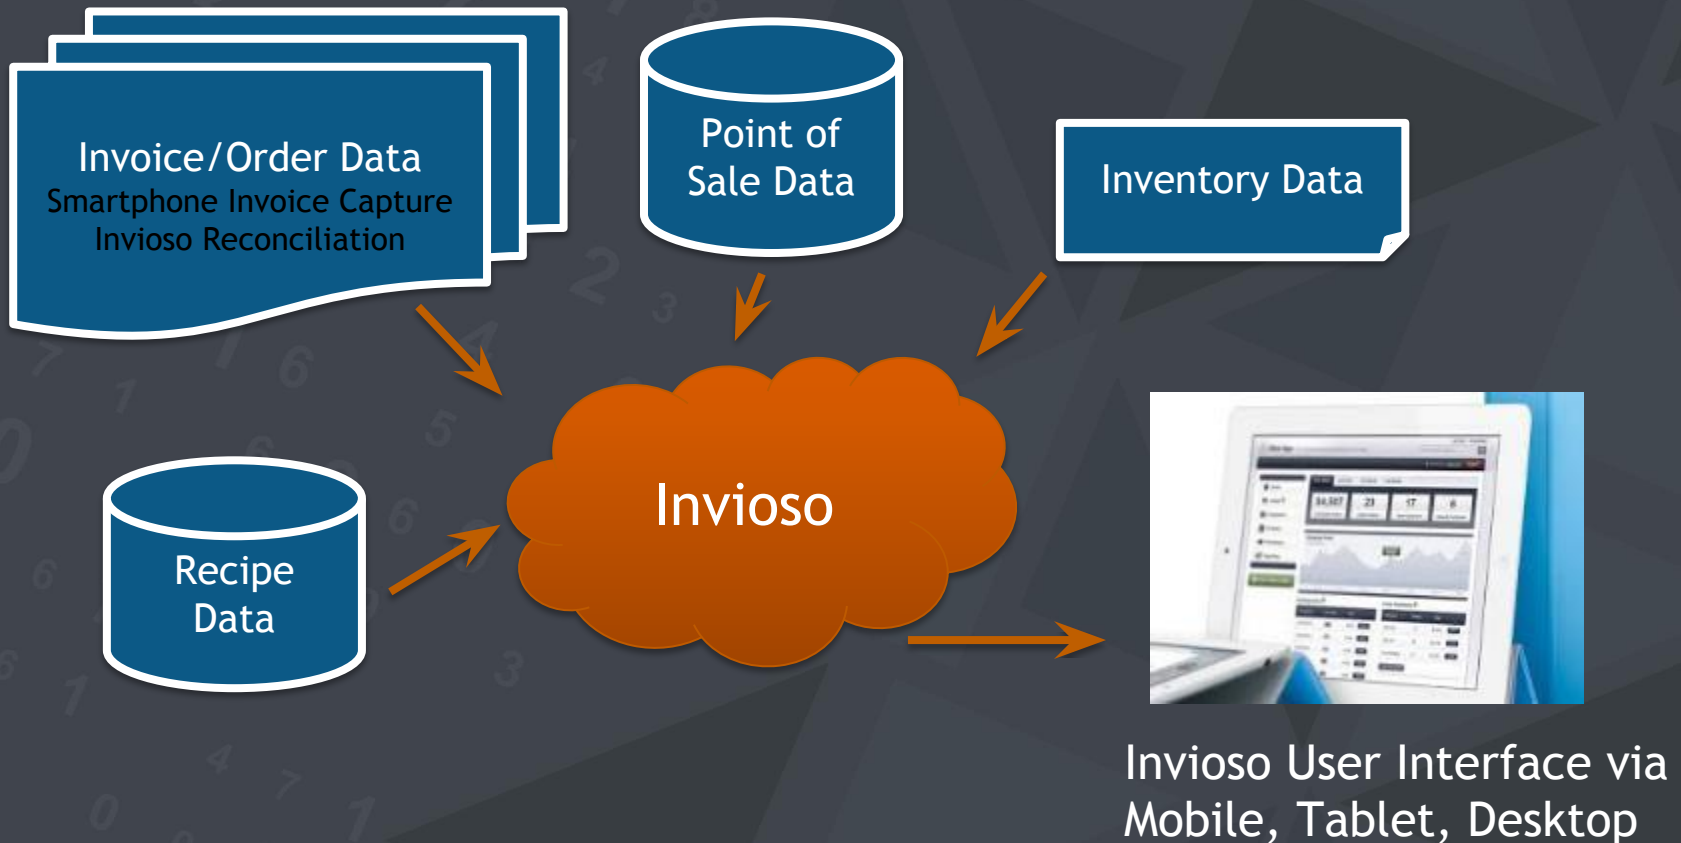 Invoice/Order Data
Smartphone Invoice Capture
Invioso Reconciliation
Point of
Sale Data
Inventory Data
Invioso
Recipe
Data
Invioso User Interface via
Mobile, Tablet, Desktop